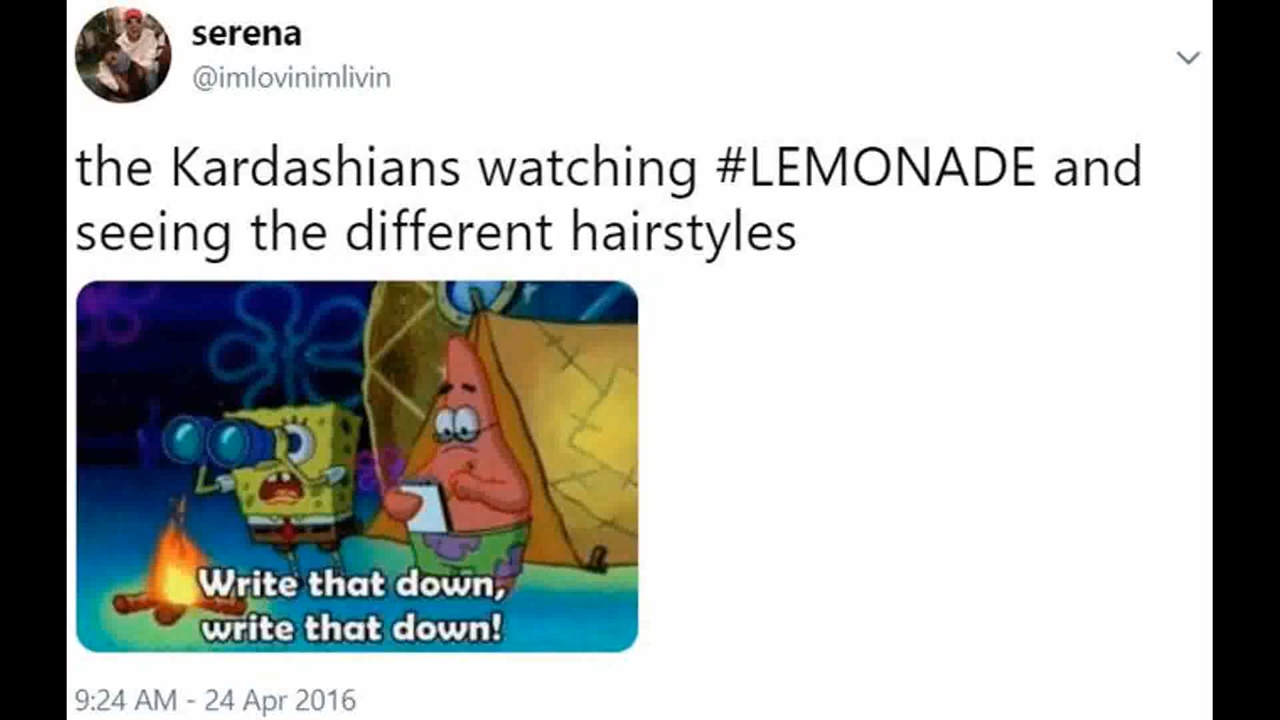 serena
@imlovinimlivin
the Kardashians watching #LEMONADE and
seeing the different hairstyles
Write that down,
write that down!
9:24 AM - 24 Apr 2016